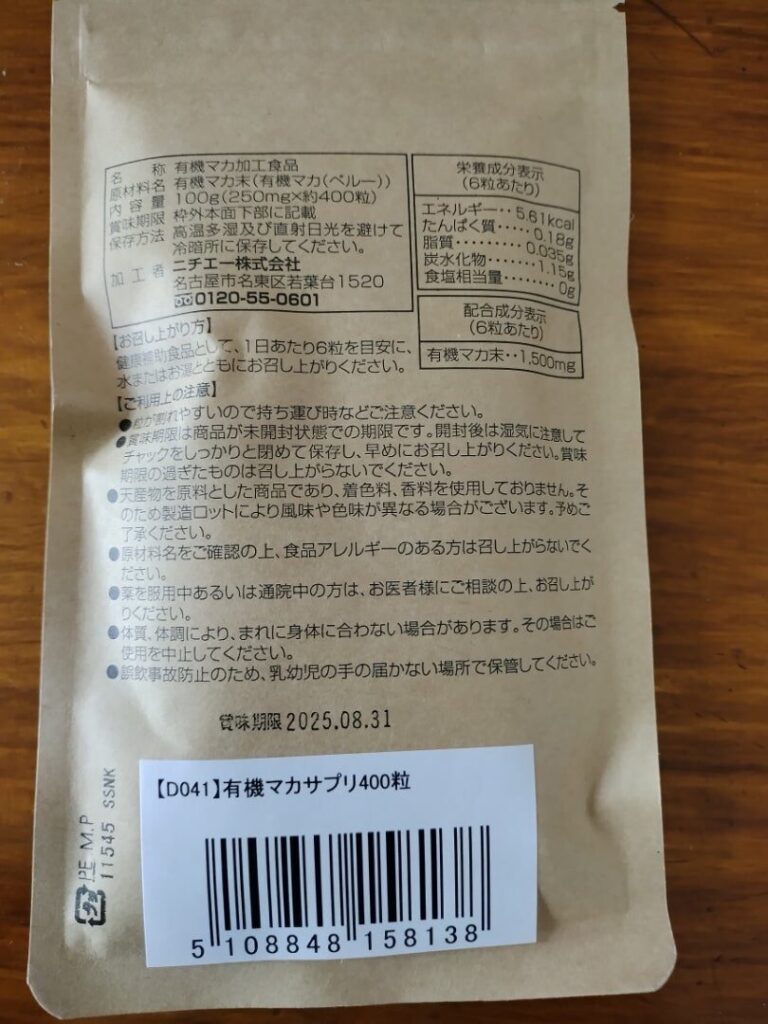 名称 有機マカ加工食品
原材料名 有機マカ末(有機マカ(ペルー))
内容量 100g(250mg×約400粒)
賞味期限 枠外本面下部に記載
保存方法 高温多湿及び直射日光を避けて
冷暗所に保存してください。
加工者 ニチエー株式会社
名古屋市名東区若葉台1520
0120-55-0601
栄養成分表示
(6粒あたり)
エネルギー‥5.61kcal
たんぱく質‥‥‥0.18g
脂質‥‥‥‥‥0.035g
炭水化物‥‥‥‥1.15g
食塩相当量‥‥‥‥0g
配合成分表示
(6粒あたり)
有機マカ末‥1,500mg
【お召し上がり方】
健康補助食品として、1日あたり6粒を目安に、
水またはお湯とともにお召し上がりください。
【ご利用上の注意】
●粒が割れやすいので持ち運び時などご注意ください。
●賞味期限は商品が未開封状態での期限です。開封後は湿気に注意して
チャックをしっかりと閉めて保存し、早めにお召し上がりください。賞味
期限の過ぎたものは召し上がらないでください。
●天産物を原料とした商品であり、着色料、香料を使用しておりません。そ
のため製造ロットにより風味や色味が異なる場合がございます。予めご
了承ください。
●原材料名をご確認の上、食品アレルギーのある方は召し上がらないでく
ださい。
●薬を服用中あるいは通院中の方は、お医者様にご相談の上、お召し上が
りください。
●体質、体調により、まれに身体に合わない場合があります。その場合はご
使用を中止してください。
●誤飲事故防止のため、乳幼児の手の届かない場所で保管してください。
賞味期限 2025.08.31
【D041】有機マカサプリ400粒
5 108848 158138
プラ
PE M.P
11545 SSNK